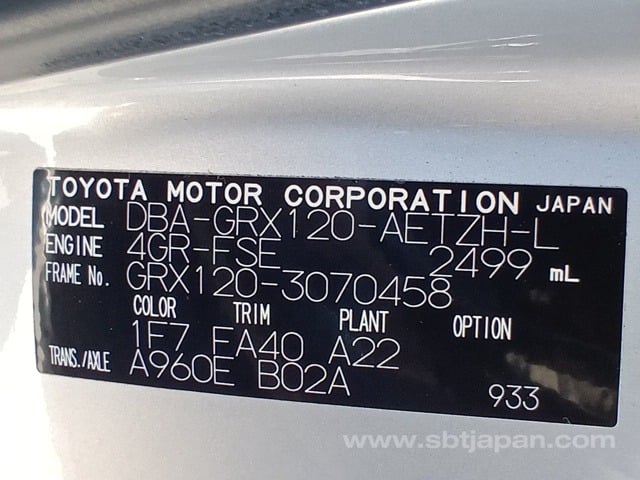 TOYOTA MOTOR CORPORATION JAPAN
MODEL DBA-GRX120-AETZH-L
ENGINE 4GR-FSE 2499 mL
FRAME No. GRX120-3070458
COLOR TRIM PLANT OPTION
1F7 EA40 A22
TRANS./AXLE A960E B02A 933
www.sbtjapan.com